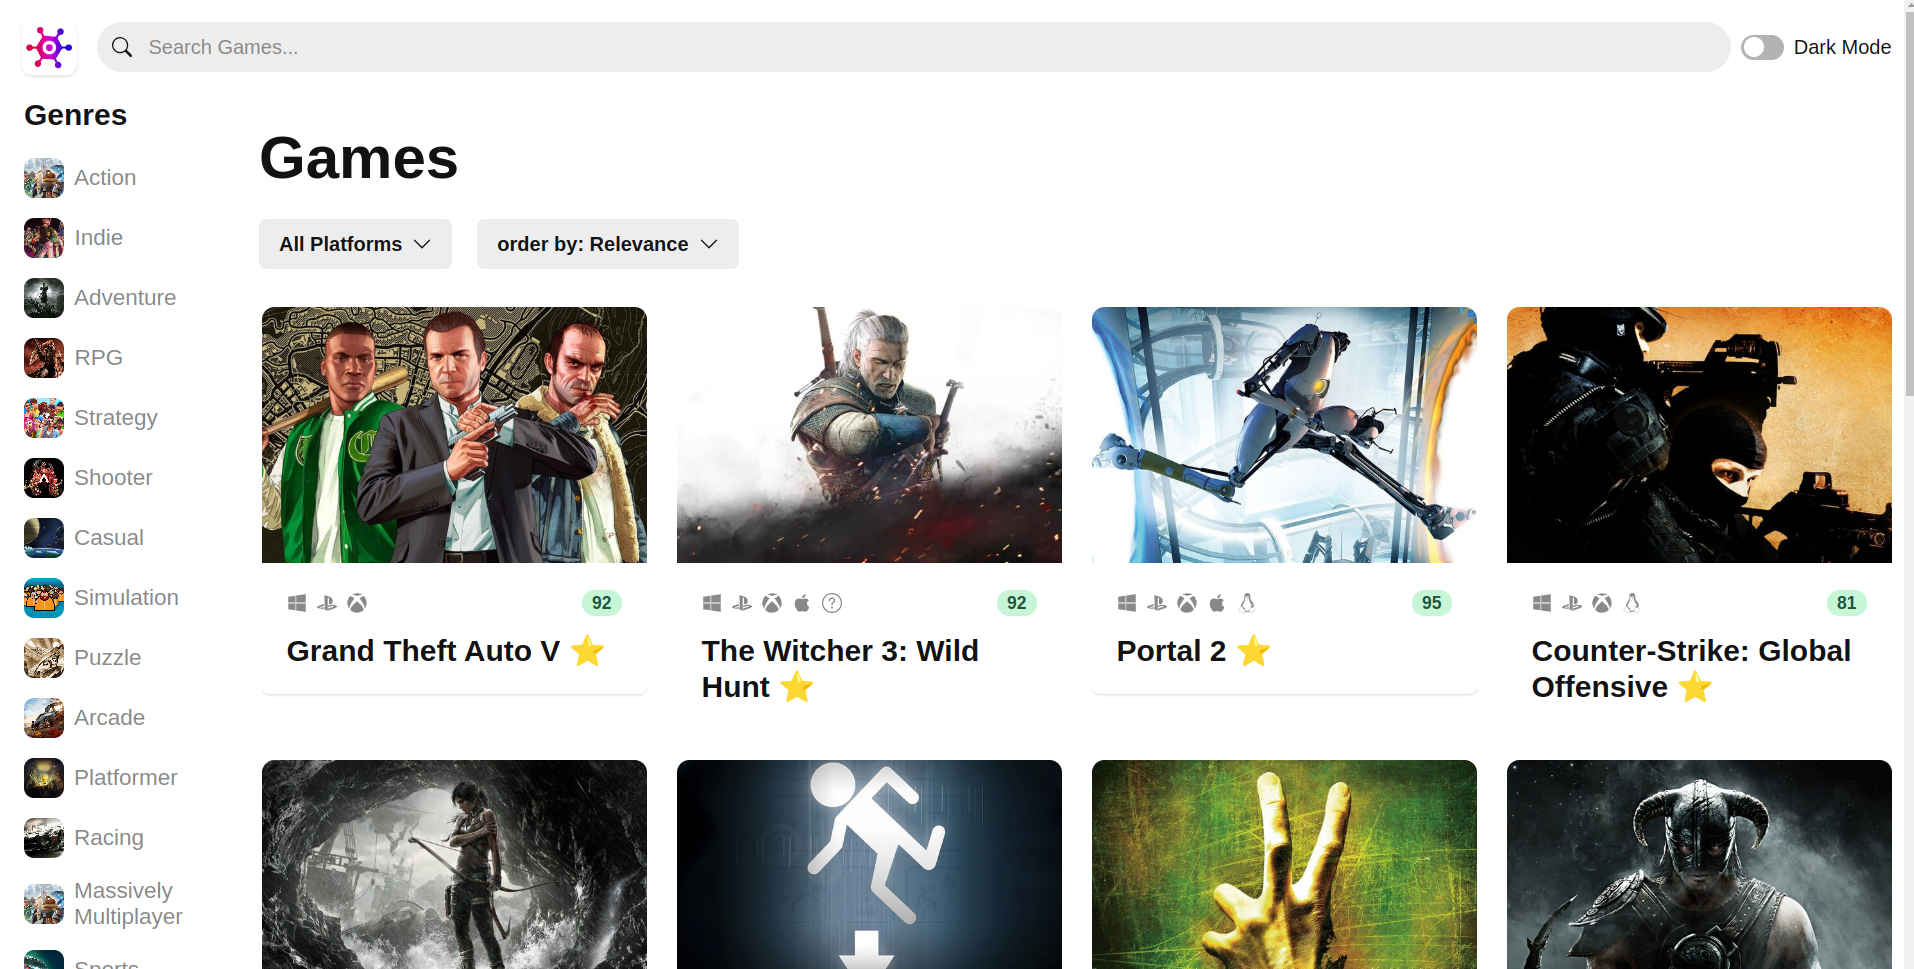 Search Games...
Dark Mode
Genres
Action
Indie
Adventure
RPG
Strategy
Shooter
Casual
Simulation
Puzzle
Arcade
Platformer
Racing
Massively
Multiplayer
Sports
Games
All Platforms
order by: Relevance
92
Grand Theft Auto V ⭐
92
The Witcher 3: Wild
Hunt ⭐
95
Portal 2 ⭐
81
Counter-Strike: Global
Offensive ⭐